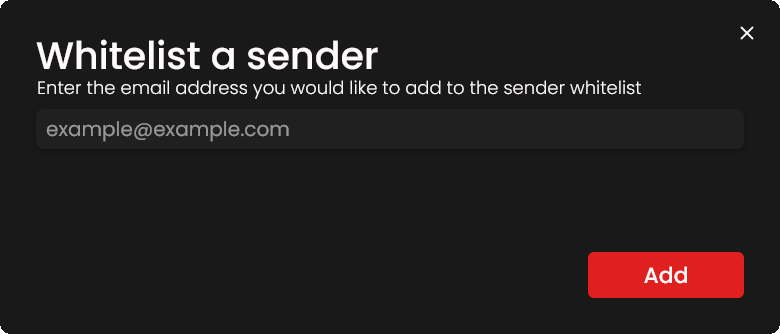 Whitelist a sender
Enter the email address you would like to add to the sender whitelist
example@example.com
Add